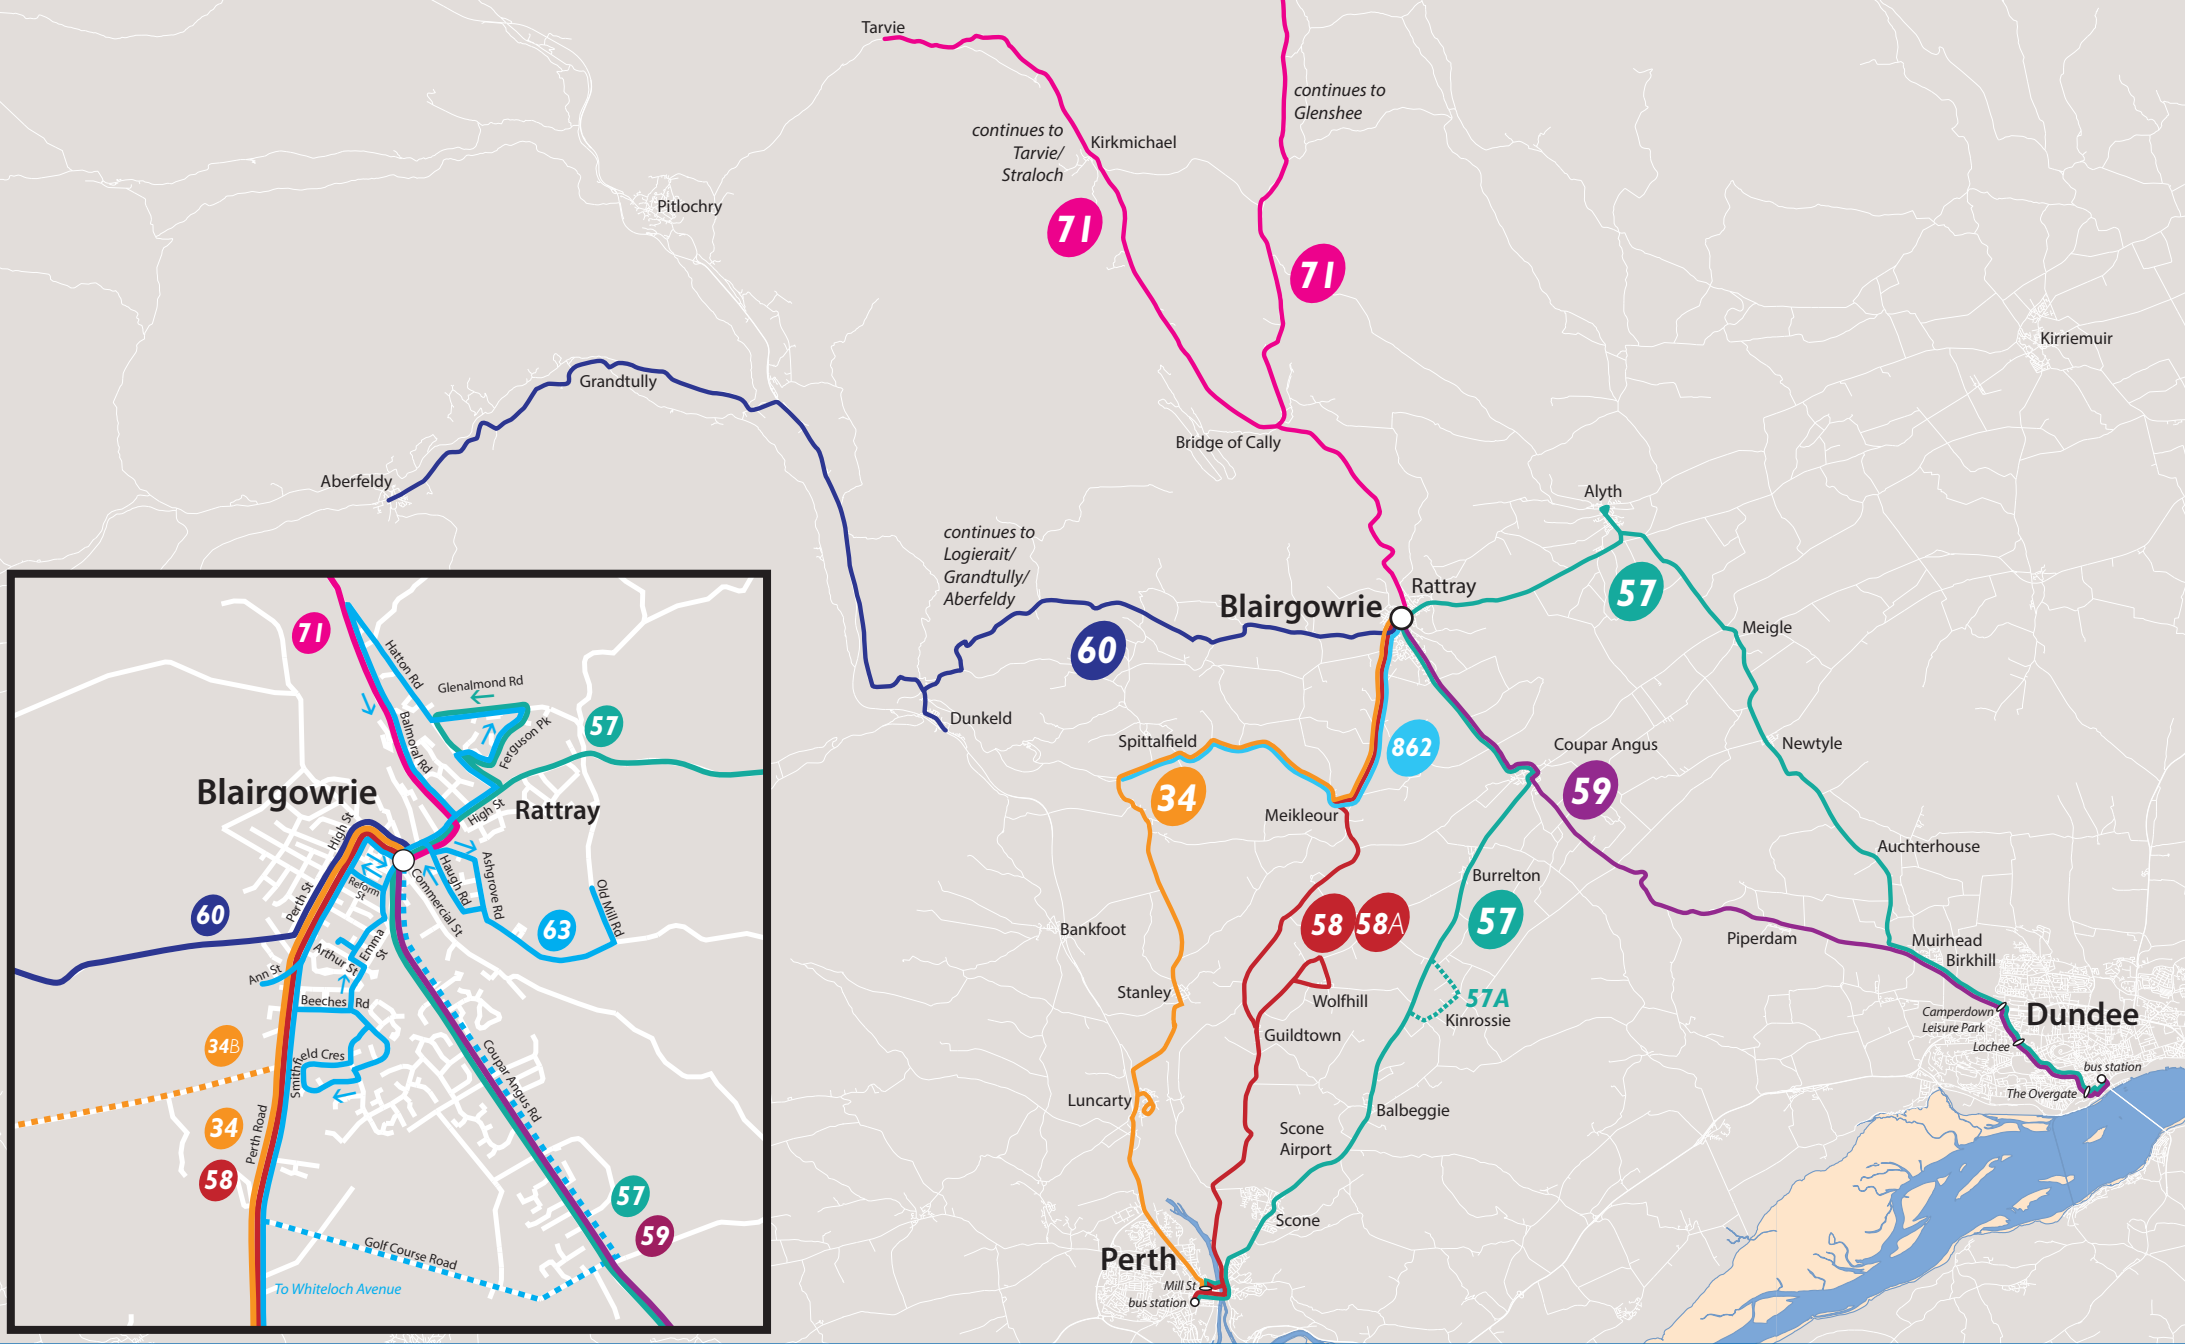 Tarvie
continues to
Glenshee
continues to
Tarvie/
Straloch
Kirkmichael
71
71
Pitlochry
Kirriemuir
Grandtully
Bridge of Cally
Aberfeldy
Alyth
continues to
Logierait/
Grandtully/
Aberfeldy
Rattray
Blairgowrie
57
60
Meigle
Dunkeld
Spittalfield
862
Coupar Angus
Newtyle
34
59
Meikleour
Auchterhouse
Burrelton
58
58A
57
Bankfoot
Piperdam
Muirhead
Birkhill
Stanley
Wolfhill
57A
Kinrossie
Camperdown
Leisure Park
Dundee
Guildtown
Lochee
bus station
The Overgate
Luncarty
Balbeggie
Scone
Airport
Scone
Perth
Mill St
bus station
71
Hatton Rd
Glenalmond Rd
57
Balmoral Rd
Ferguson Pk
Blairgowrie
Rattray
High St
High St
Reform
St
Haugh Rd
Ashgrove Rd
Commercial St
Old Mill Rd
Perth St
60
63
Emma
St
Arthur St
Ann St
Beeches Rd
34B
Smithfield Cres
Coupar Angus Rd
34
Perth Road
58
57
59
Golf Course Road
To Whiteloch Avenue